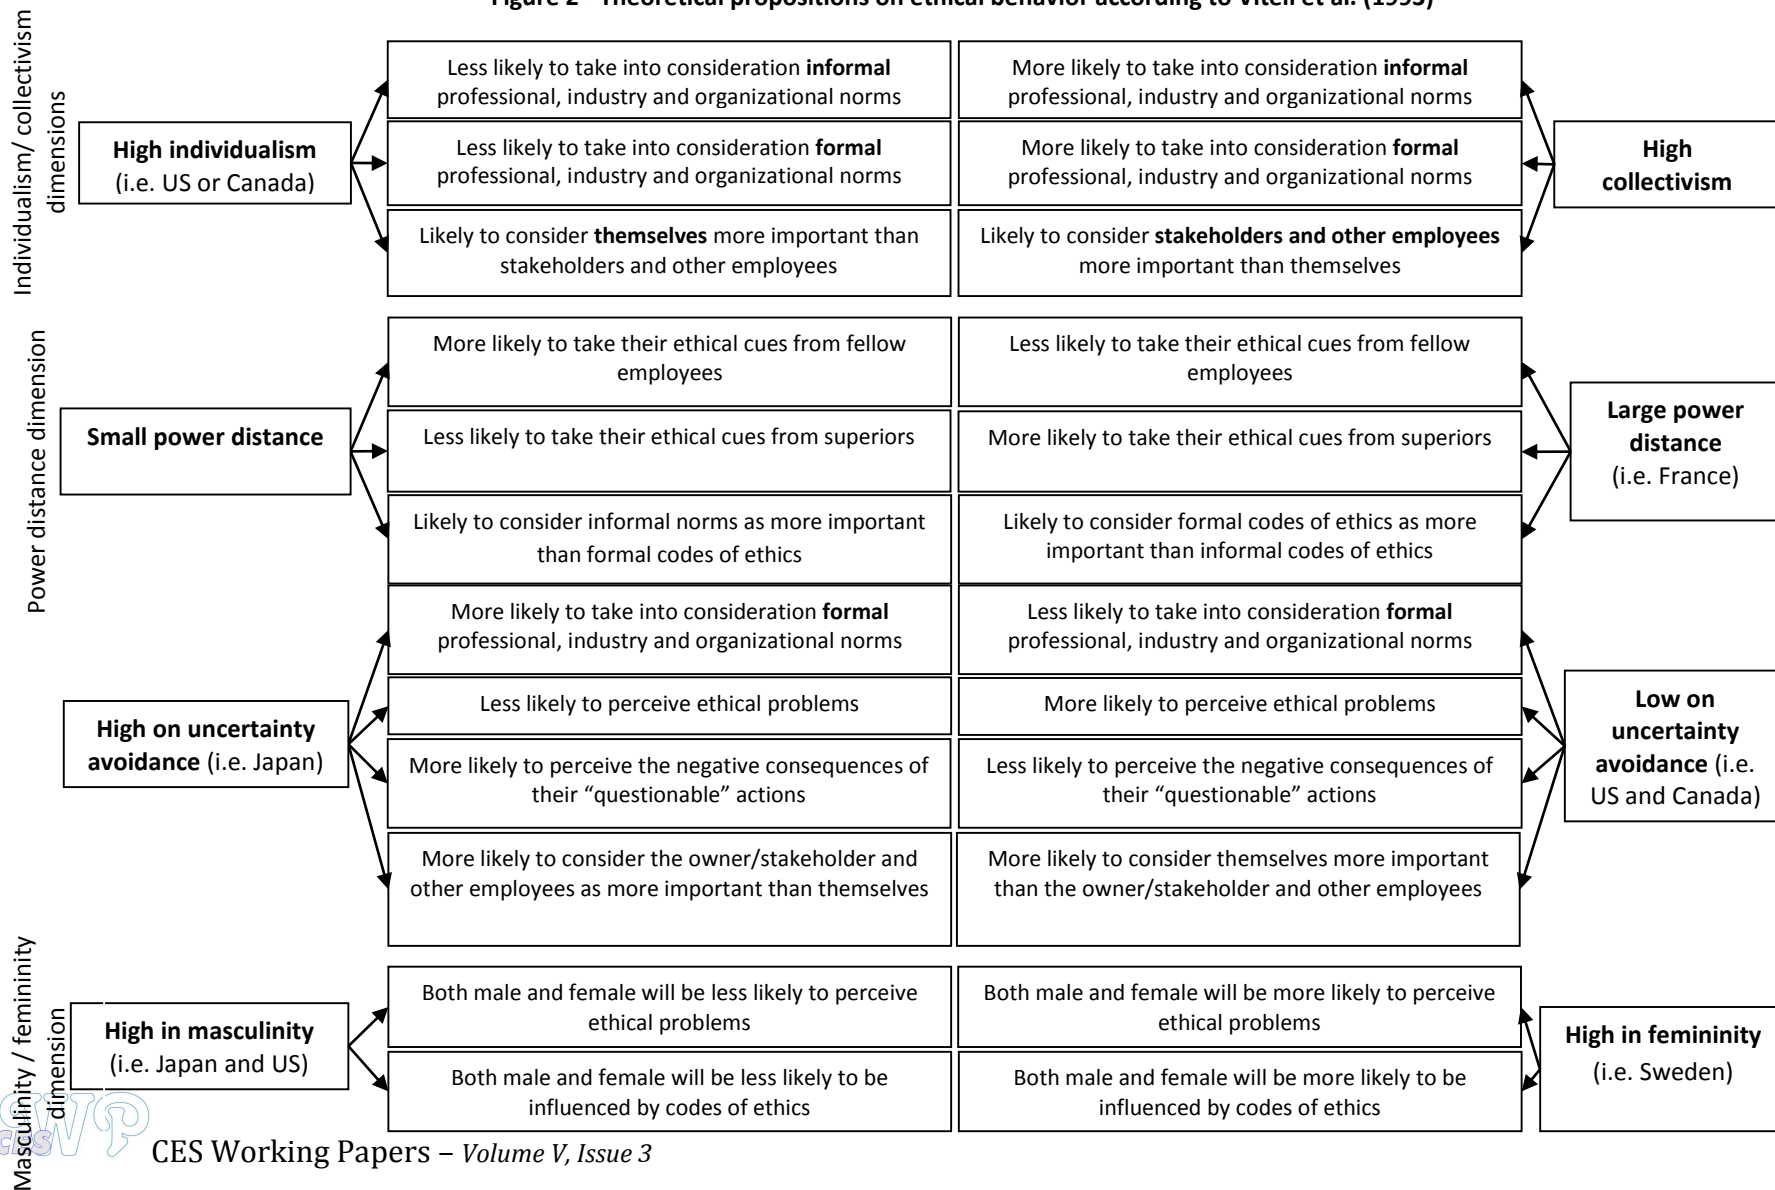 Figure 2 - Theoretical propositions on ethical behavior according to Vitell et al. (1993)
Individualism/ collectivism
dimensions
High individualism
(i.e. US or Canada)
Less likely to take into consideration informal
professional, industry and organizational norms
Less likely to take into consideration formal
professional, industry and organizational norms
Likely to consider themselves more important than
stakeholders and other employees
More likely to take into consideration informal
professional, industry and organizational norms
More likely to take into consideration formal
professional, industry and organizational norms
Likely to consider stakeholders and other employees
more important than themselves
High
collectivism
Power distance dimension
Small power distance
More likely to take their ethical cues from fellow
employees
Less likely to take their ethical cues from superiors
Likely to consider informal norms as more important
than formal codes of ethics
Less likely to take their ethical cues from fellow
employees
More likely to take their ethical cues from superiors
Likely to consider formal codes of ethics as more
important than informal codes of ethics
Large power
distance
(i.e. France)
High on uncertainty
avoidance (i.e. Japan)
More likely to take into consideration formal
professional, industry and organizational norms
Less likely to perceive ethical problems
More likely to perceive the negative consequences of
their “questionable” actions
More likely to consider the owner/stakeholder and
other employees as more important than themselves
Less likely to take into consideration formal
professional, industry and organizational norms
More likely to perceive ethical problems
Less likely to perceive the negative consequences of
their “questionable” actions
More likely to consider themselves more important
than the owner/stakeholder and other employees
Low on
uncertainty
avoidance (i.e.
US and Canada)
Masculinity / femininity
dimension
High in masculinity
(i.e. Japan and US)
Both male and female will be less likely to perceive
ethical problems
Both male and female will be less likely to be
influenced by codes of ethics
Both male and female will be more likely to perceive
ethical problems
Both male and female will be more likely to be
influenced by codes of ethics
High in femininity
(i.e. Sweden)
CES Working Papers – Volume V, Issue 3